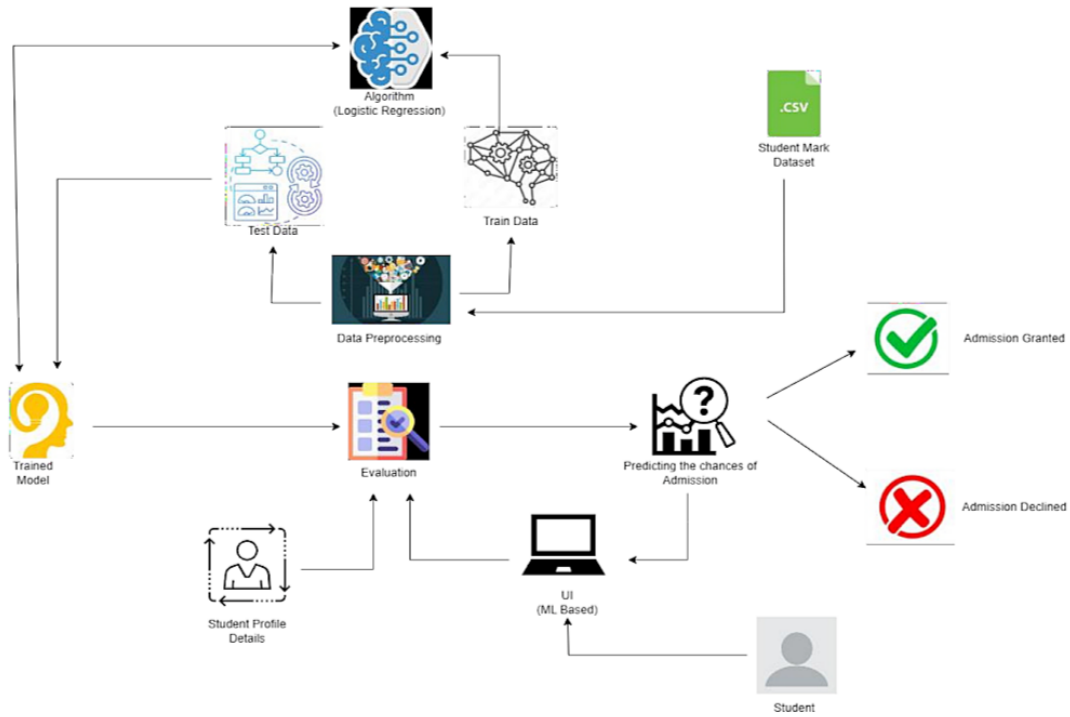 Algorithm
(Logistic Regression)
.CSV
Student Mark
Dataset
Test Data
Train Data
Data Preprocessing
Admission Granted
Trained
Model
Evaluation
Predicting the chances of
Admission
Admission Declined
Student Profile
Details
UI
(ML Based)
Student